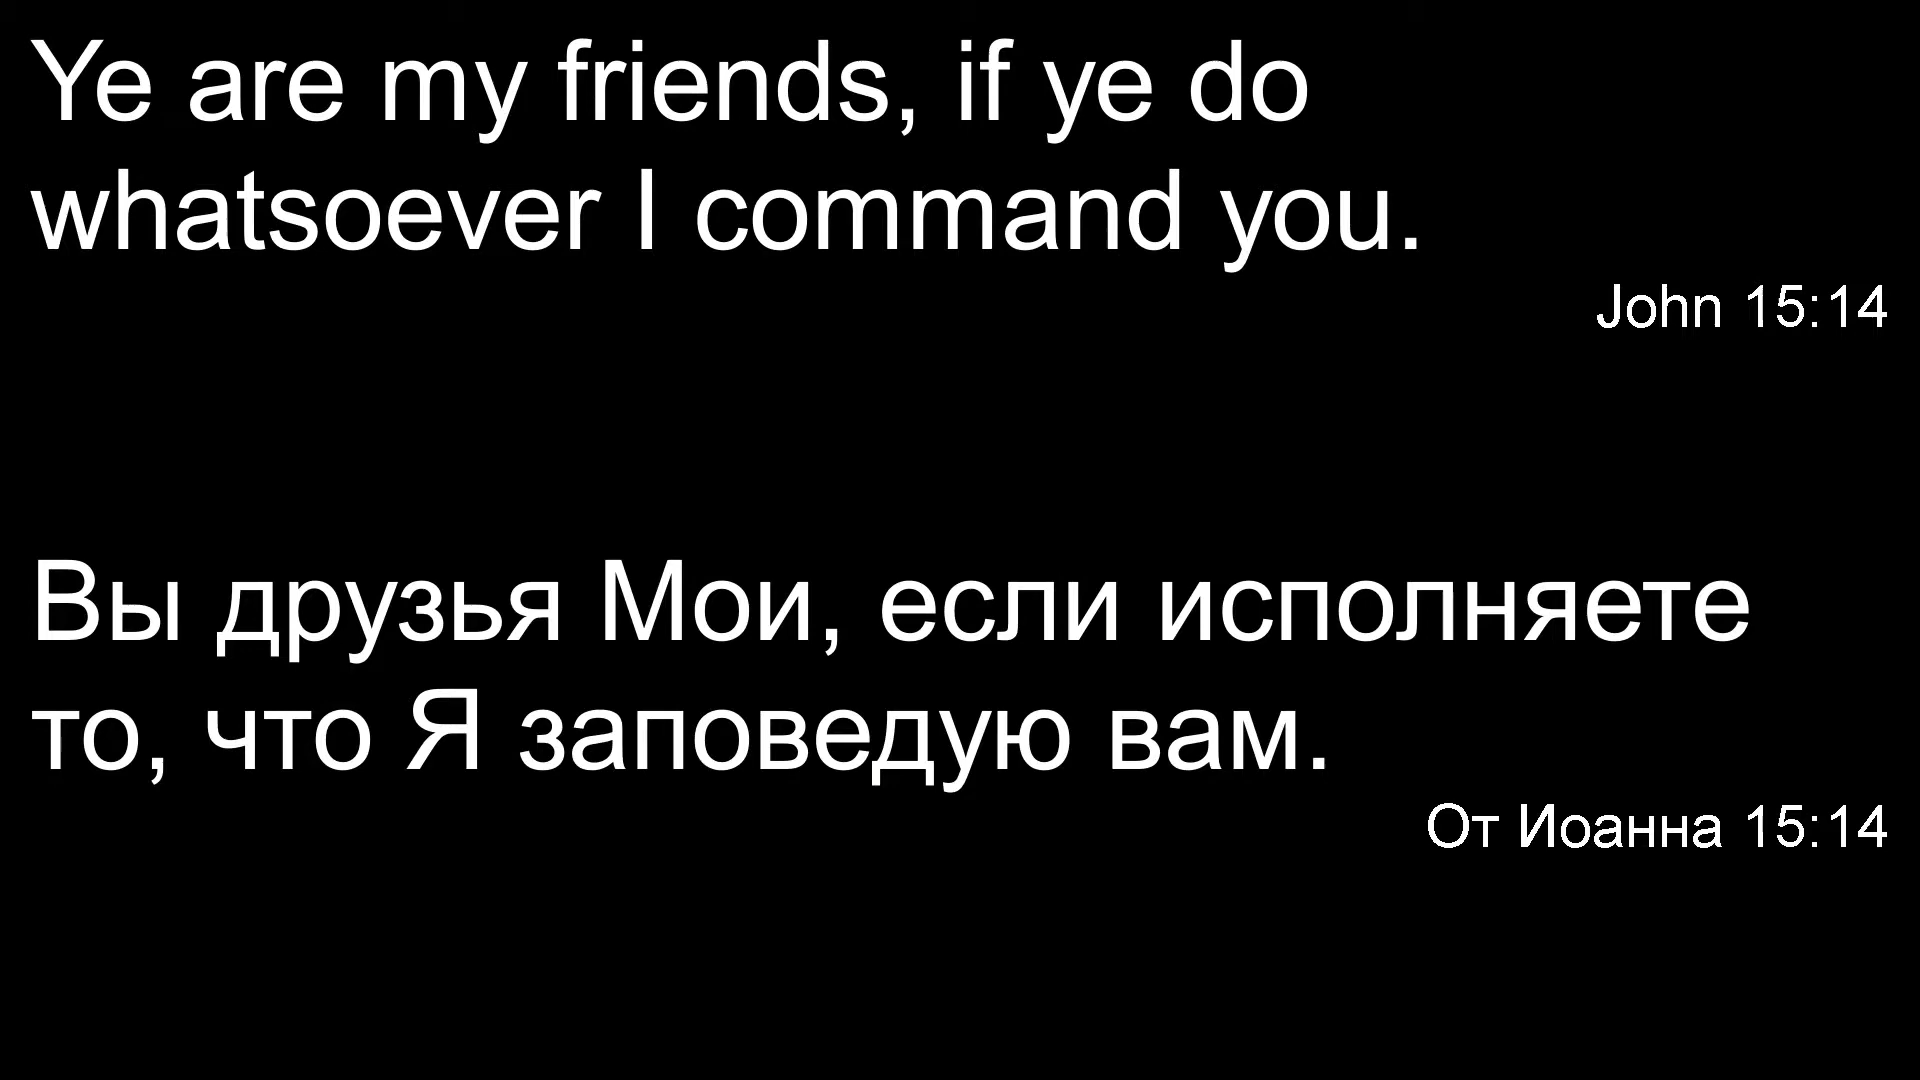 Ye are my friends, if ye do
whatsoever I command you.
John 15:14
Вы друзья Мои, если исполняете
то, что Я заповедую вам.
От Иоанна 15:14